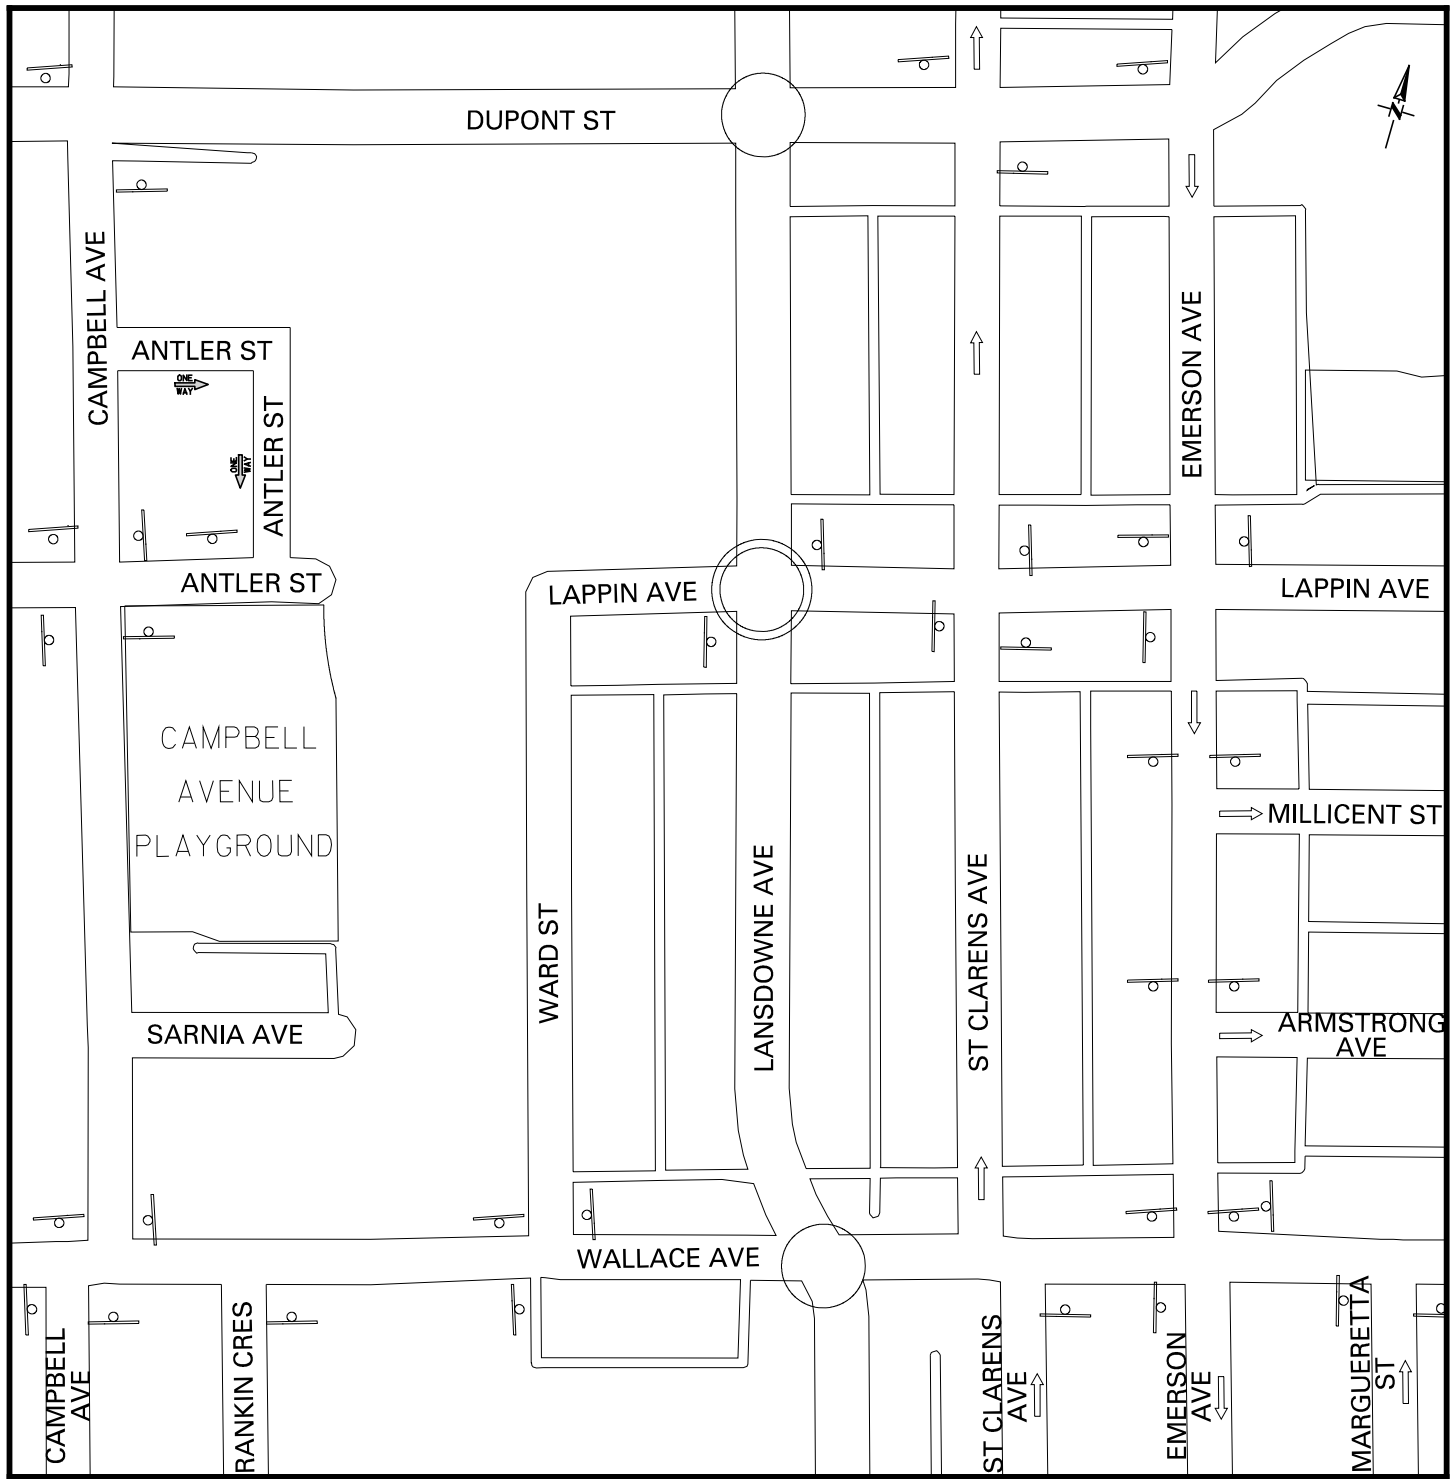 DUPONT ST
N
CAMPBELL AVE
EMERSON AVE
ANTLER ST
ONE
WAY
ANTLER ST
ONE
WAY
ANTLER ST
LAPPIN AVE
LAPPIN AVE
CAMPBELL
AVENUE
PLAYGROUND
MILLICENT ST
WARD ST
LANSDOWNE AVE
ST CLARENS AVE
SARNIA AVE
ARMSTRONG
AVE
WALLACE AVE
CAMPBELL
AVE
RANKIN CRES
ST CLARENS
AVE
EMERSON
AVE
MARGUERETTA
ST